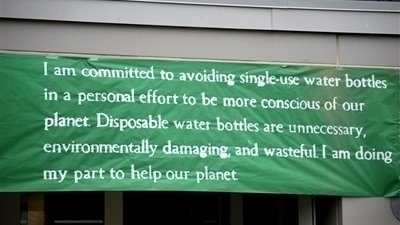 I am committed to avoiding single-use water bottles
in a personal effort to be more conscious of our
planet. Disposable water bottles are unnecessary,
environmentally damaging, and wasteful. I am doing
my part to help our planet.